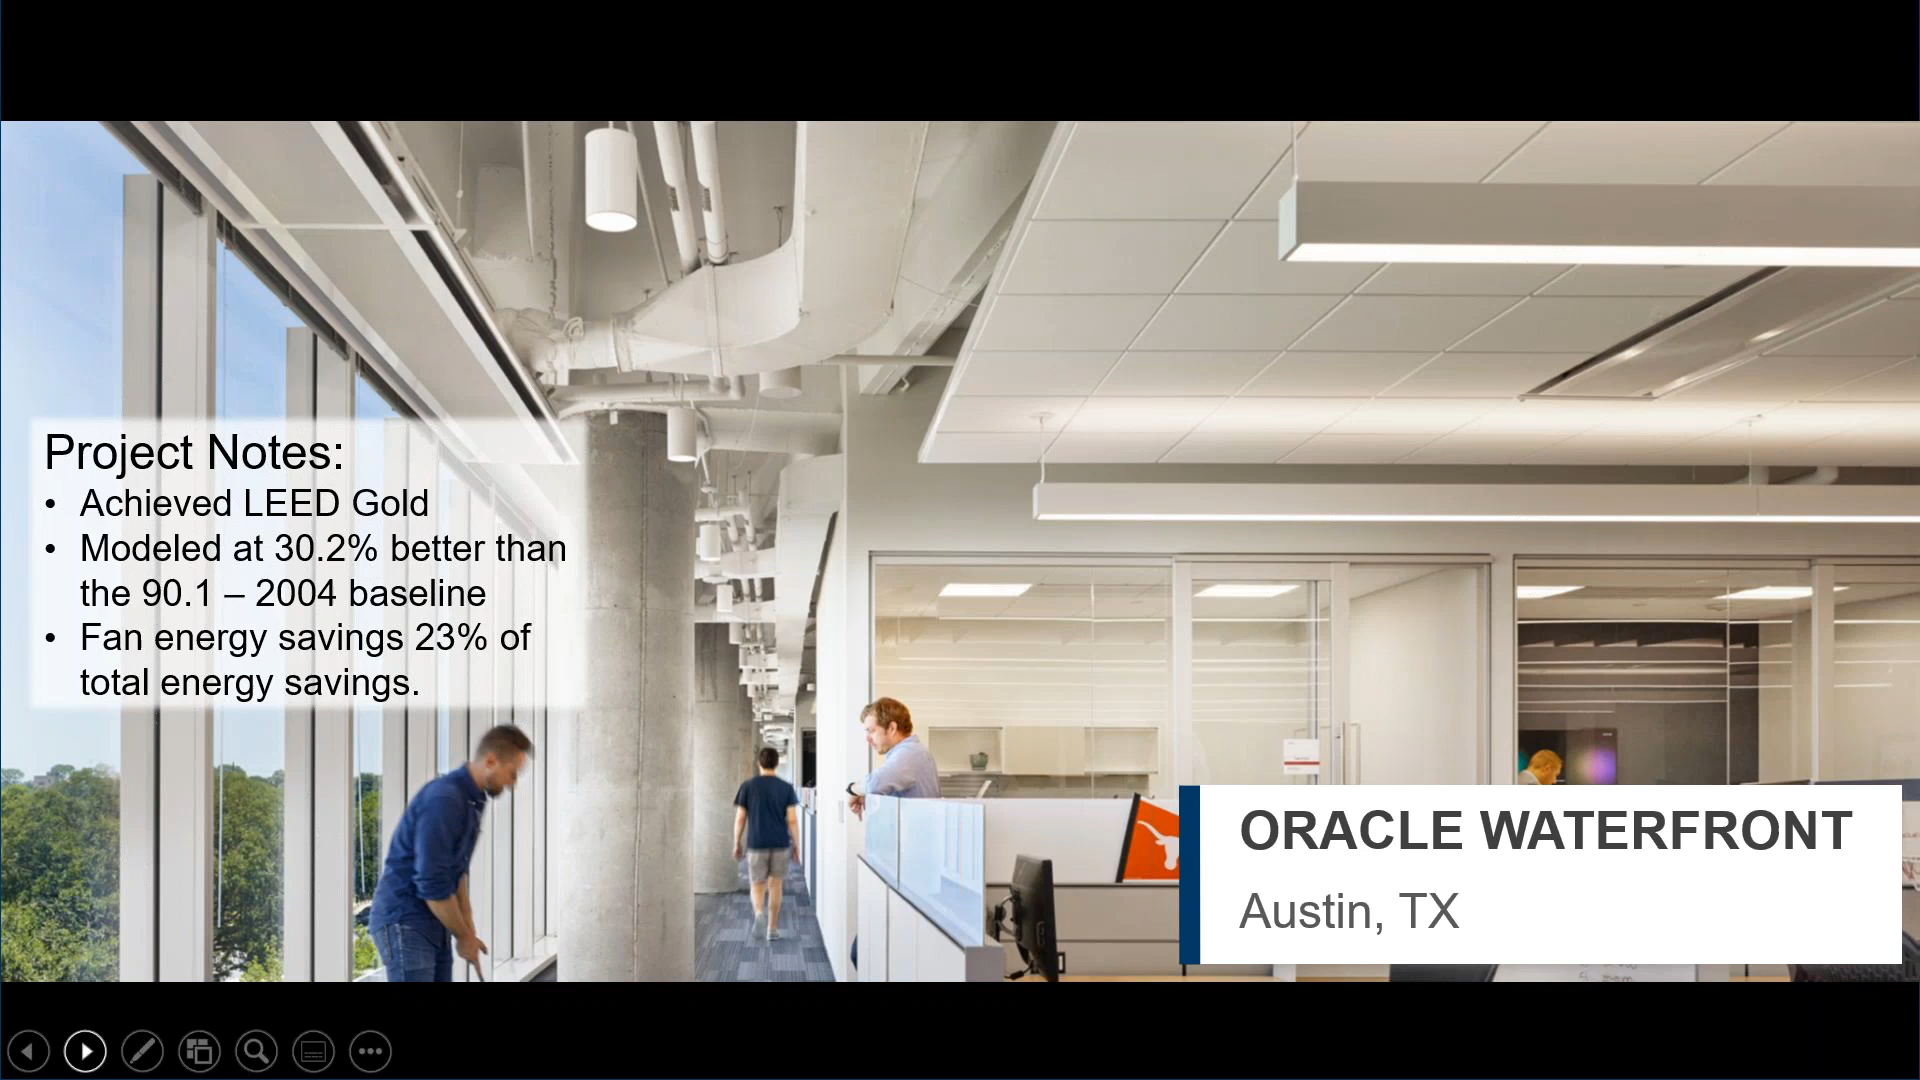 Project Notes:
• Achieved LEED Gold
• Modeled at 30.2% better than
the 90.1 – 2004 baseline
• Fan energy savings 23% of
total energy savings.
ORACLE WATERFRONT
Austin, TX